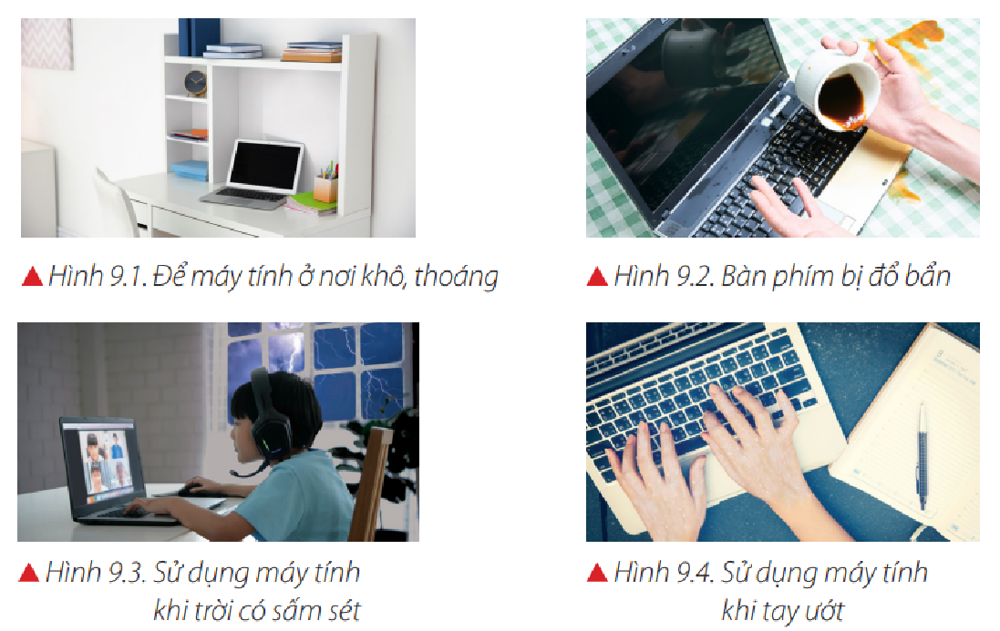 ▲ Hình 9.1. Để máy tính ở nơi khô, thoáng
▲ Hình 9.2. Bàn phím bị đổ bẩn
▲ Hình 9.3. Sử dụng máy tính
khi trời có sấm sét
▲ Hình 9.4. Sử dụng máy tính
khi tay ướt